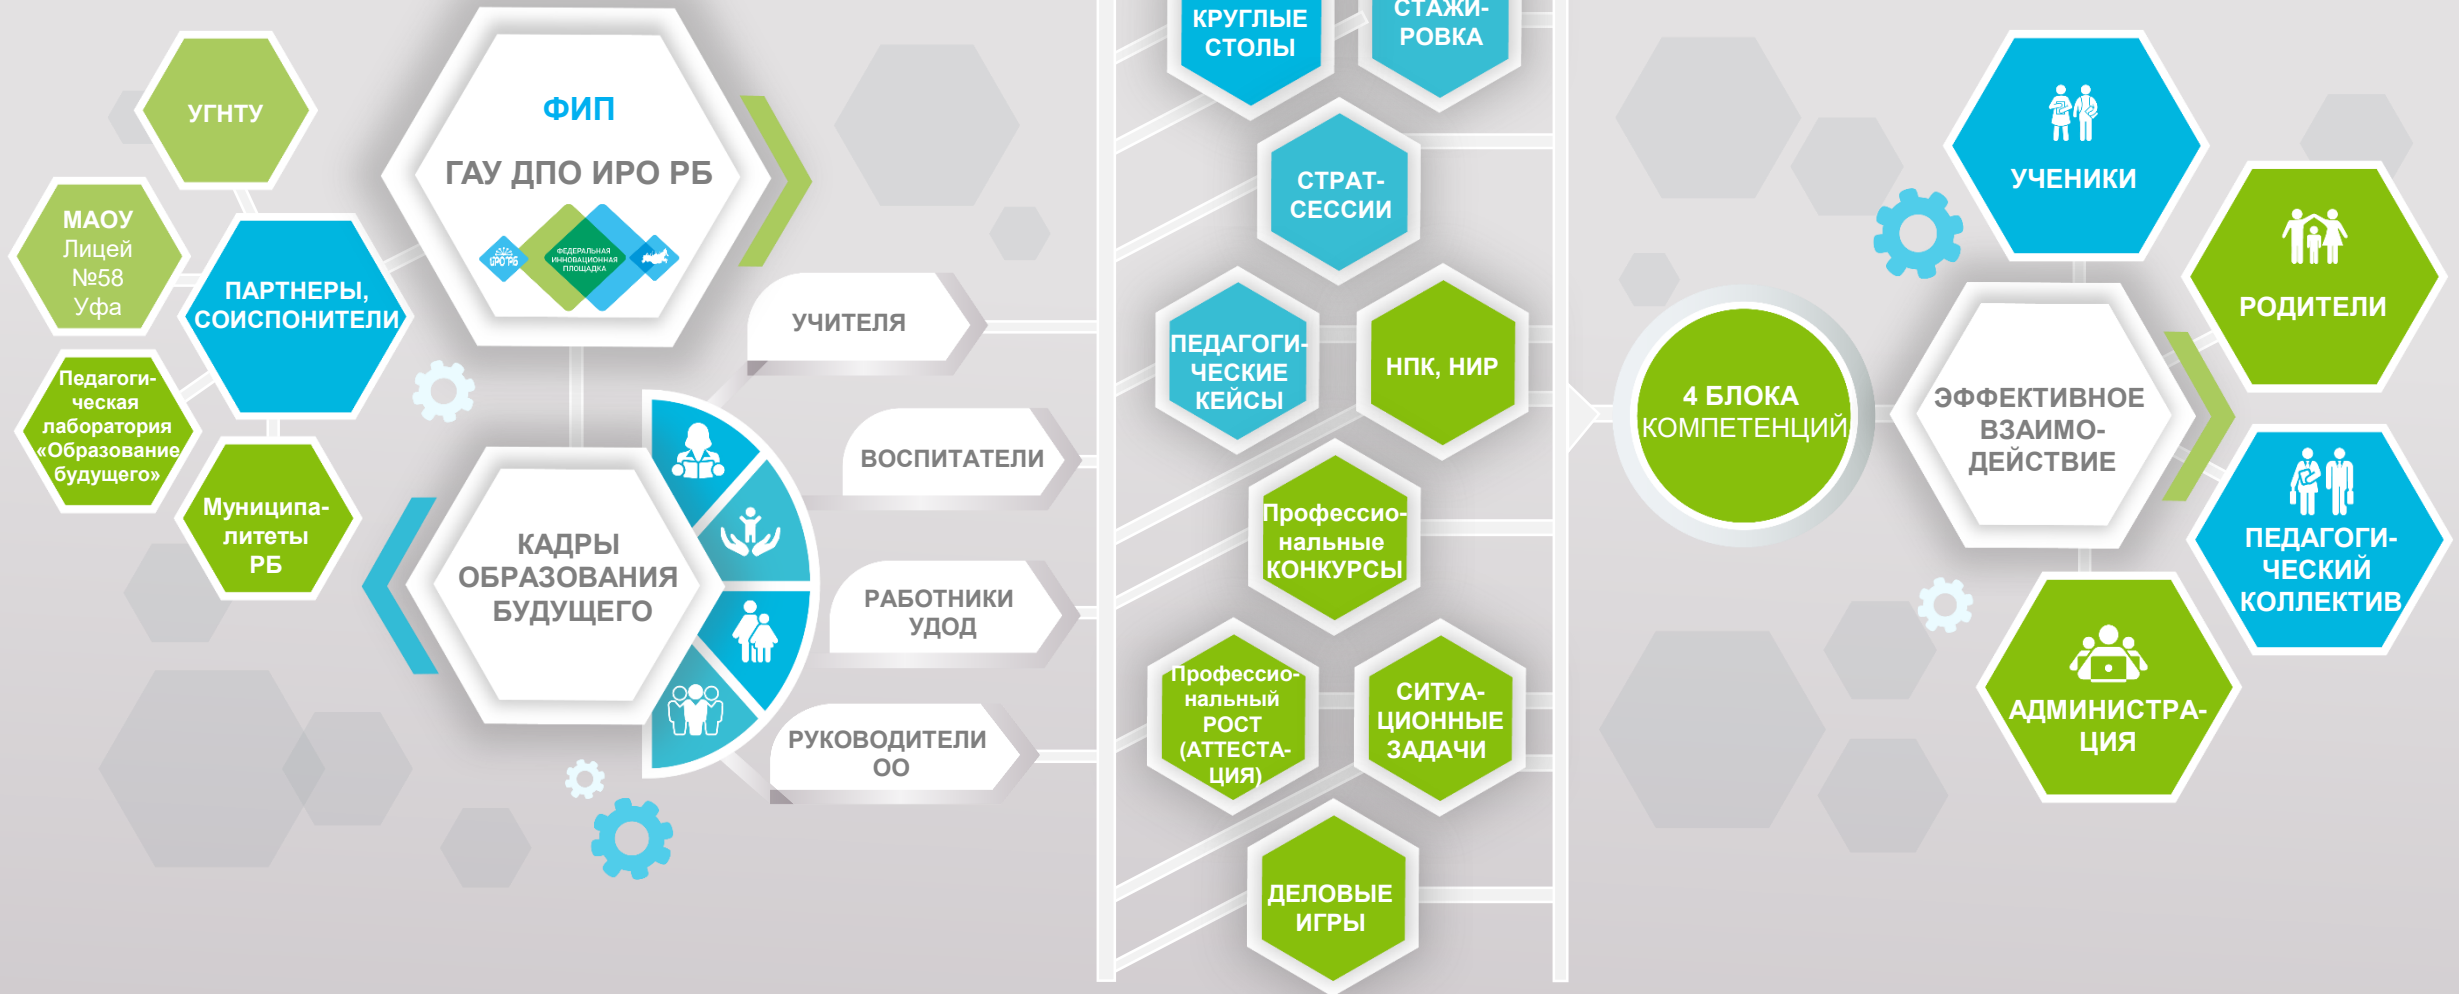 УГНТУ
МАОУ
Лицей
№58
Уфа
ПАРТНЕРЫ,
СОИСПОНИТЕЛИ
Педагоги-
ческая
лаборатория
«Образование
будущего»
Муниципа-
литеты
РБ
ФИП
ГАУ ДПО ИРО РБ
ИРО РБ
ФЕДЕРАЛЬНАЯ
ИННОВАЦИОННАЯ
ПЛОЩАДКА
КАДРЫ
ОБРАЗОВАНИЯ
БУДУЩЕГО
УЧИТЕЛЯ
ВОСПИТАТЕЛИ
РАБОТНИКИ
УДОД
РУКОВОДИТЕЛИ
ОО
КРУГЛЫЕ
СТОЛЫ
СТАЖИ-
РОВКА
СТРАТ-
СЕССИИ
ПЕДАГОГИ-
ЧЕСКИЕ
КЕЙСЫ
НПК, НИР
Профессио-
нальные
КОНКУРСЫ
Профессио-
нальный
РОСТ
(АТТЕСТА-
ЦИЯ)
СИТУА-
ЦИОННЫЕ
ЗАДАЧИ
ДЕЛОВЫЕ
ИГРЫ
4 БЛОКА
КОМПЕТЕНЦИЙ
ЭФФЕКТИВНОЕ
ВЗАИМО-
ДЕЙСТВИЕ
УЧЕНИКИ
РОДИТЕЛИ
ПЕДАГОГИ-
ЧЕСКИЙ
КОЛЛЕКТИВ
АДМИНИСТРА-
ЦИЯ